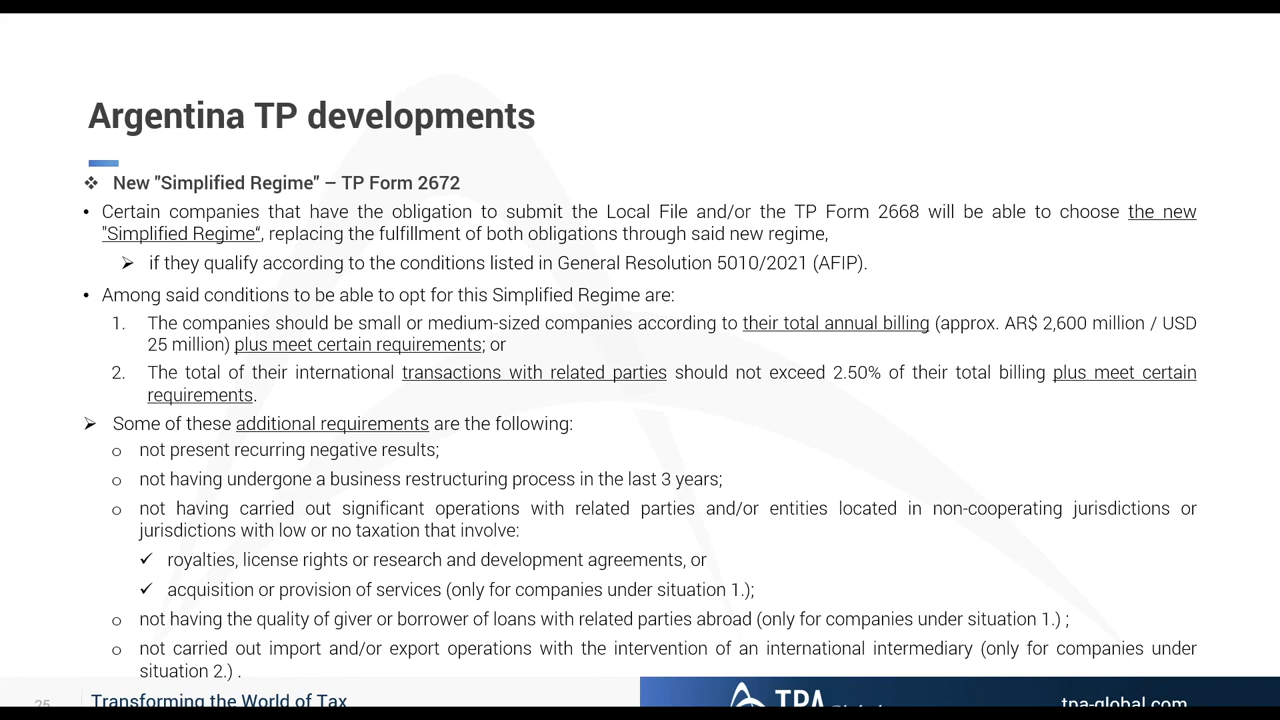 Argentina TP developments
❖ New "Simplified Regime" – TP Form 2672
• Certain companies that have the obligation to submit the Local File and/or the TP Form 2668 will be able to choose the new
"Simplified Regime“, replacing the fulfillment of both obligations through said new regime,
➢ if they qualify according to the conditions listed in General Resolution 5010/2021 (AFIP).
• Among said conditions to be able to opt for this Simplified Regime are:
1. The companies should be small or medium-sized companies according to their total annual billing (approx. AR$ 2,600 million / USD
25 million) plus meet certain requirements; or
2. The total of their international transactions with related parties should not exceed 2.50% of their total billing plus meet certain
requirements.
➢ Some of these additional requirements are the following:
o not present recurring negative results;
o not having undergone a business restructuring process in the last 3 years;
o not having carried out significant operations with related parties and/or entities located in non-cooperating jurisdictions or
jurisdictions with low or no taxation that involve:
✓ royalties, license rights or research and development agreements, or
✓ acquisition or provision of services (only for companies under situation 1.);
o not having the quality of giver or borrower of loans with related parties abroad (only for companies under situation 1.) ;
o not carried out import and/or export operations with the intervention of an international intermediary (only for companies under
situation 2.) .
25 Transforming the World of Tax
TPA
tpa-global.com